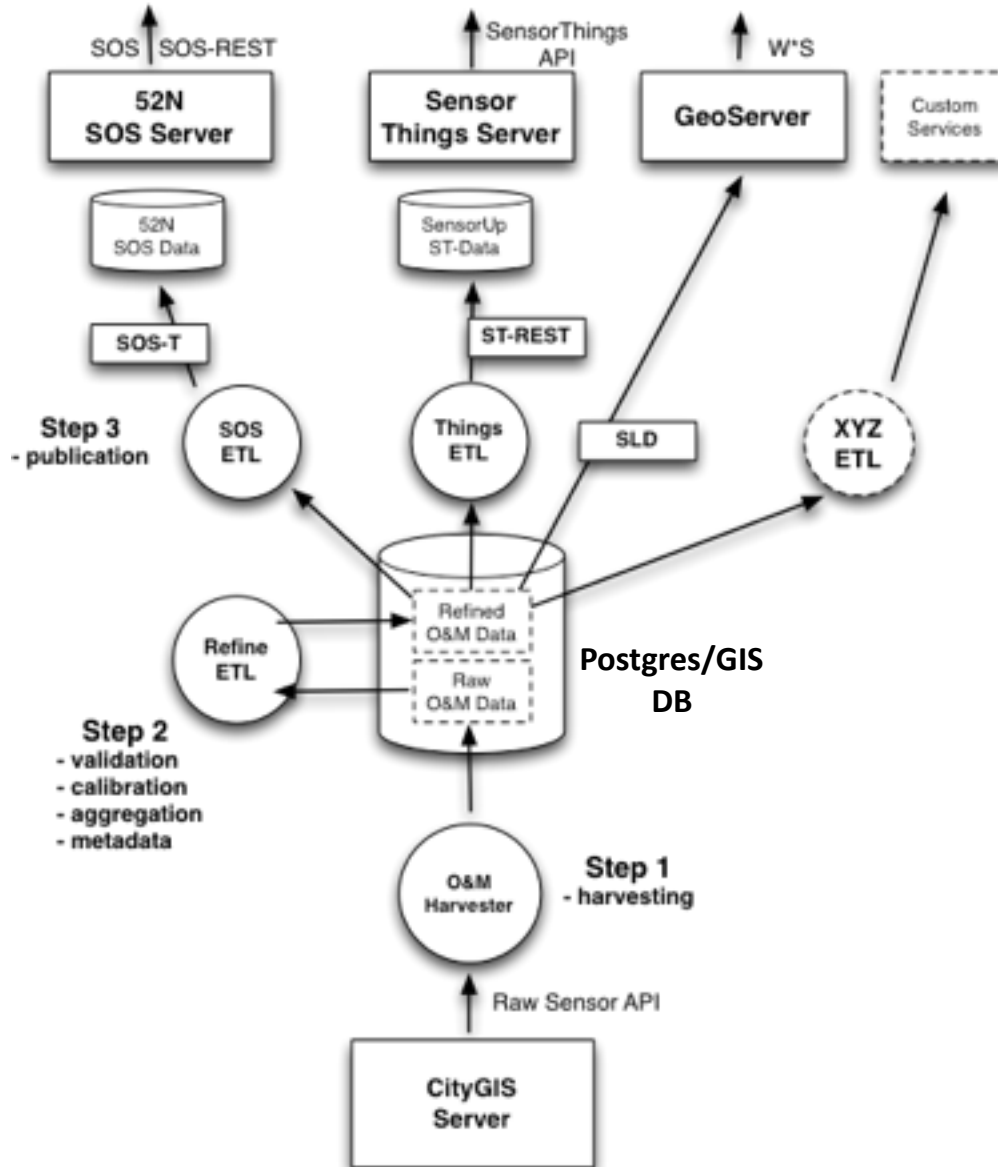 SOS
SOS-REST
SensorThings
API
W*S
52N
SOS Server
Sensor
Things Server
GeoServer
Custom
Services
52N
SOS Data
SensorUp
ST-Data
SOS-T
ST-REST
Step 3
- publication
SOS
ETL
Things
ETL
SLD
XYZ
ETL
Refined
O&M Data
Raw
O&M Data
Refine
ETL
Postgres/GIS
DB
Step 2
- validation
- calibration
- aggregation
- metadata
O&M
Harvester
Step 1
- harvesting
Raw Sensor API
CityGIS
Server